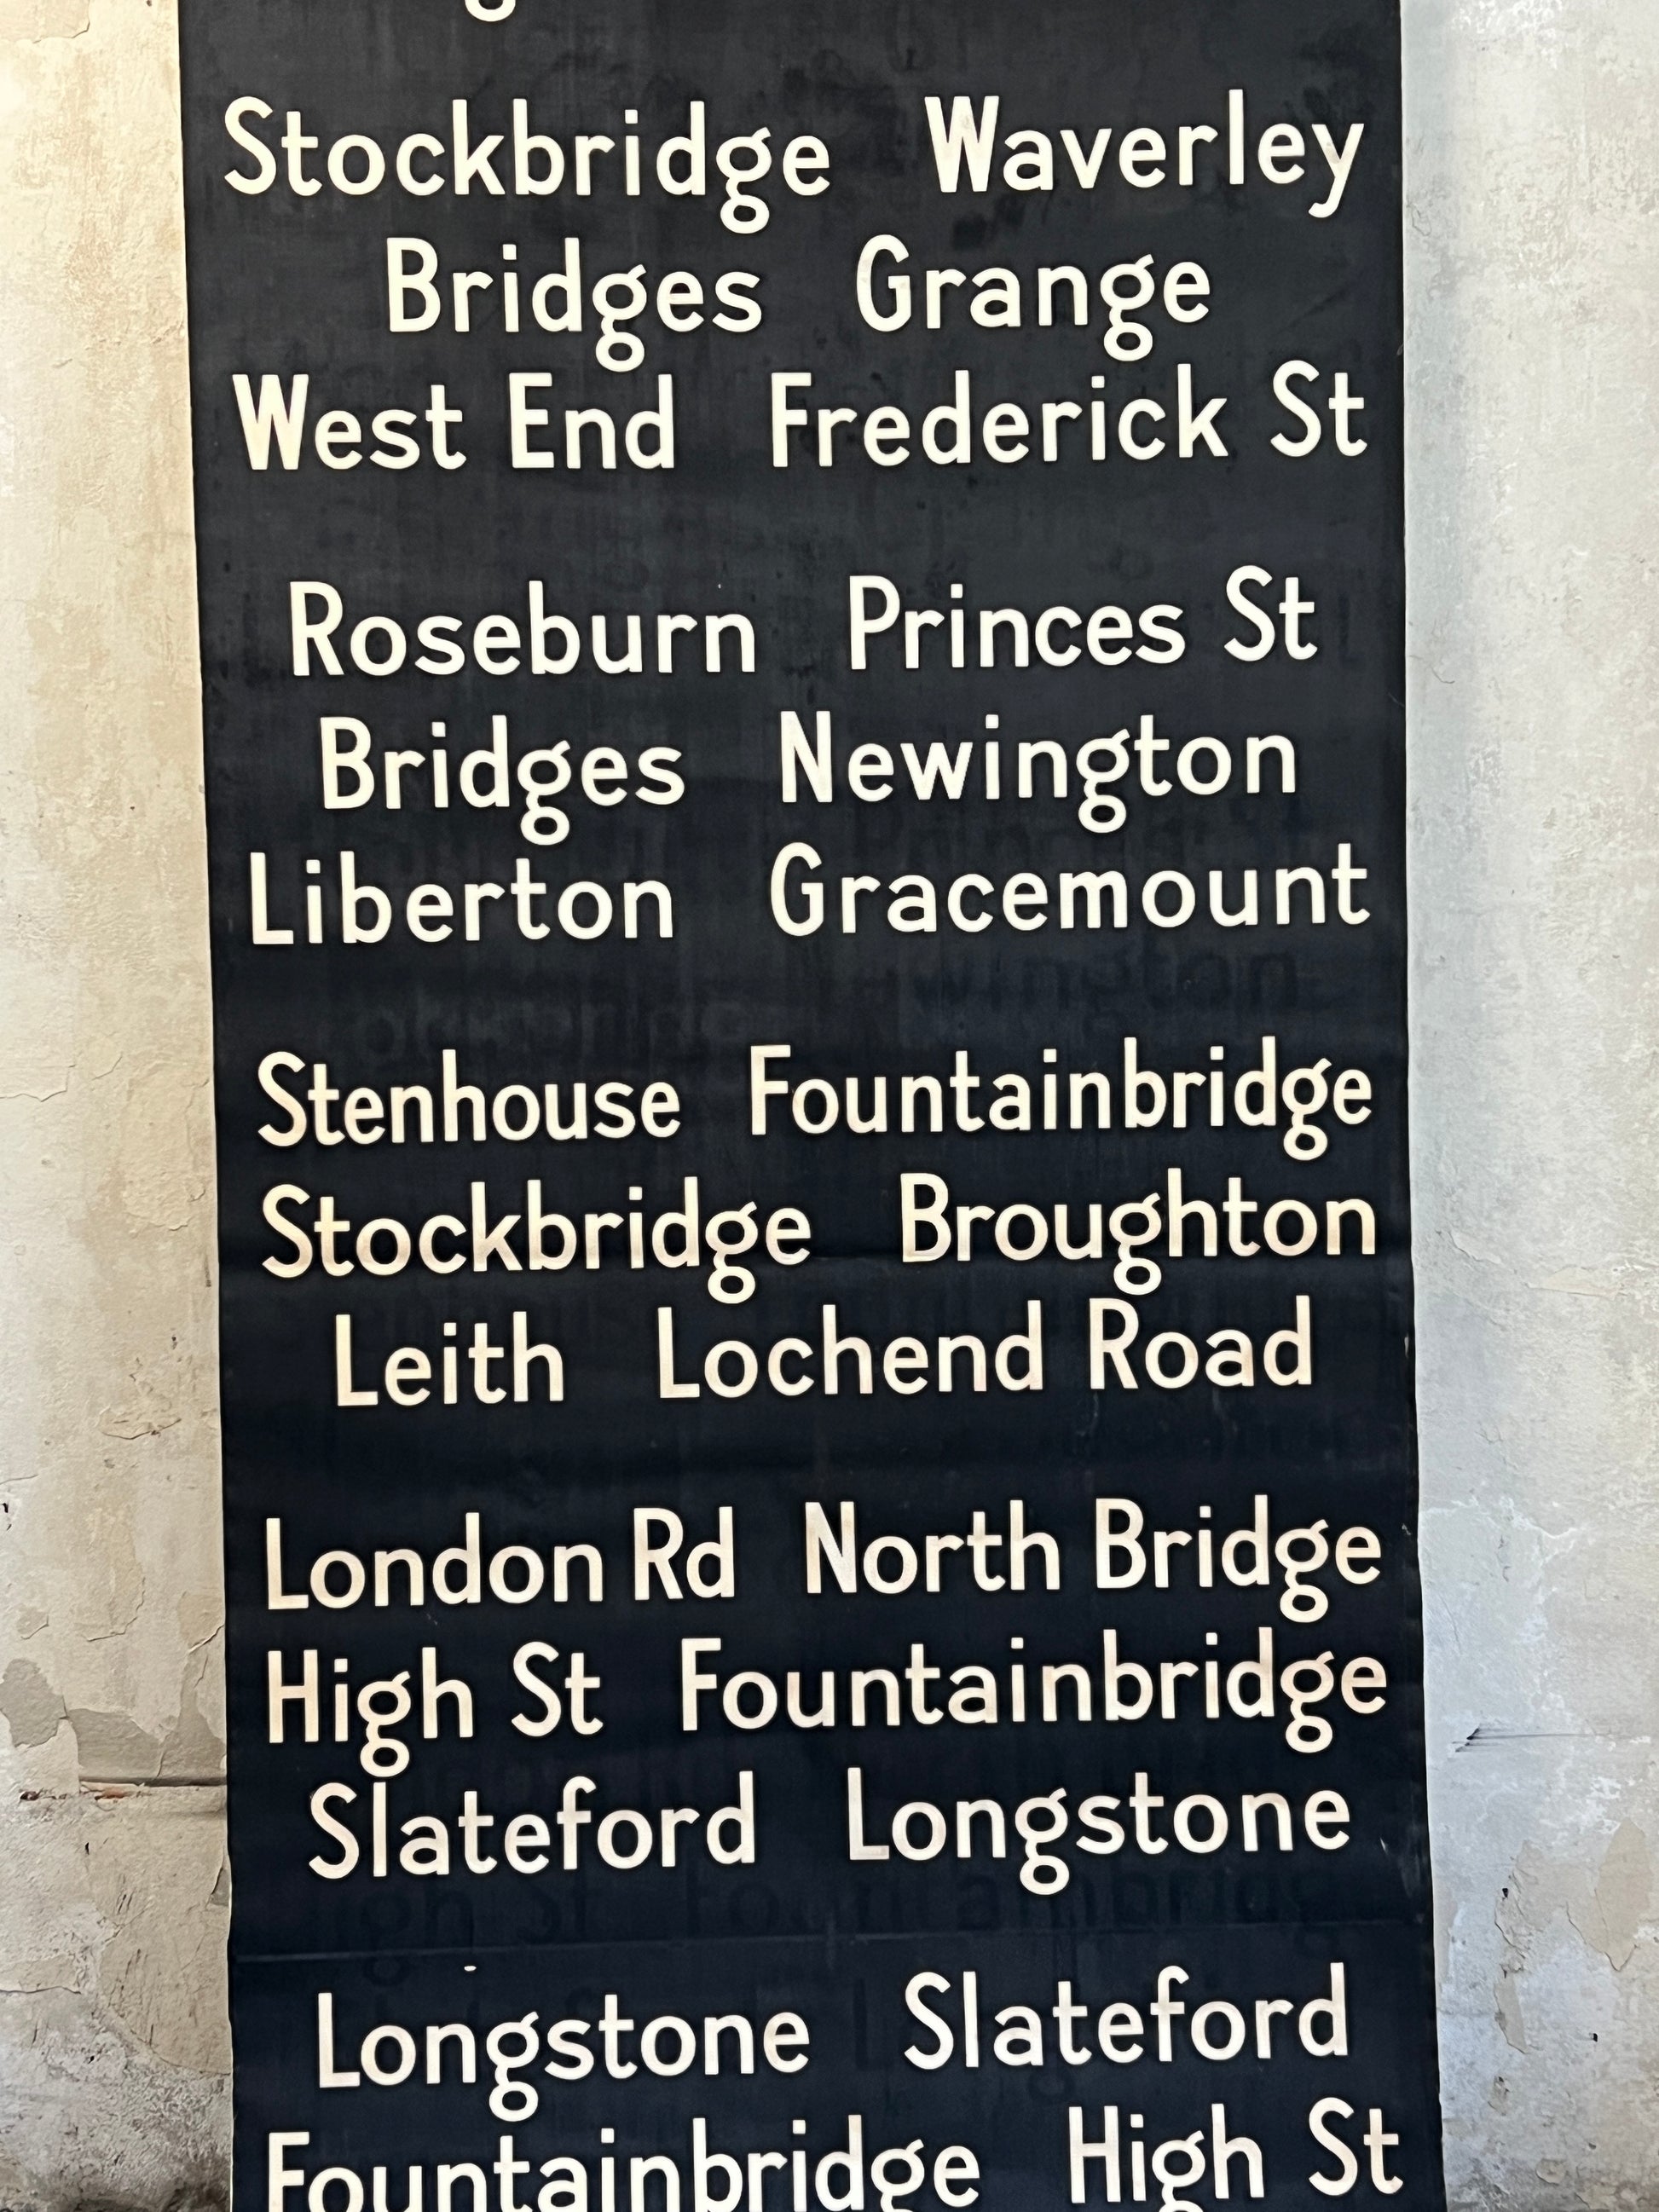 Stockbridge Waverley
Bridges Grange
West End Frederick St
Roseburn Princes St
Bridges Newington
Liberton Gracemount
Stenhouse Fountainbridge
Stockbridge Broughton
Leith Lochend Road
London Rd North Bridge
High St Fountainbridge
Slateford Longstone
Longstone Slateford
Fountainbridge High St